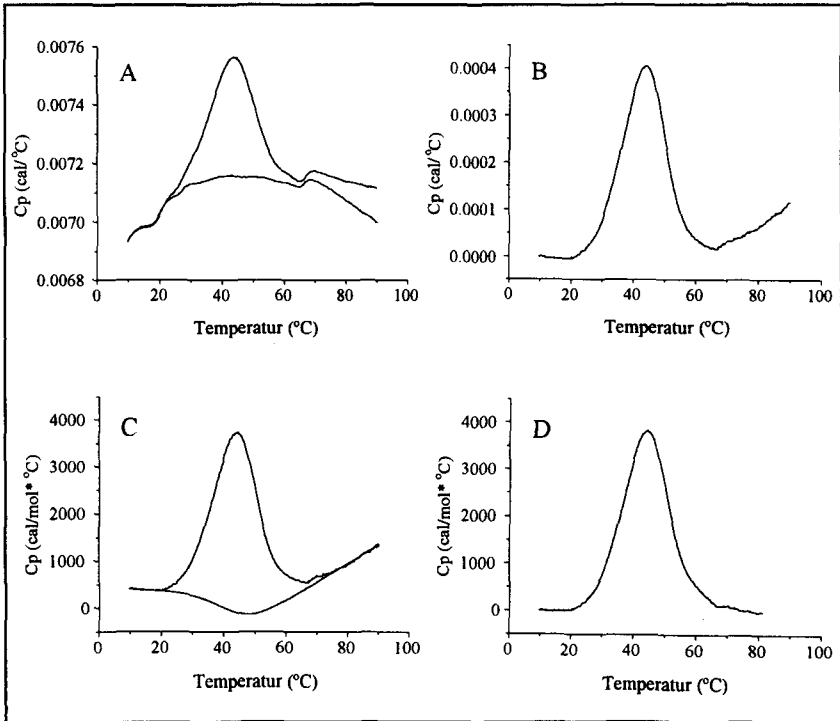 A
Cp (cal/°C)
0.0076
0.0074
0.0072
0.0070
0.0068
0 20 40 60 80 100
Temperatur (°C)
B
Cp (cal/°C)
0.0004
0.0003
0.0002
0.0001
0.0000
0 20 40 60 80 100
Temperatur (°C)
C
Cp (cal/mol* °C)
4000
3000
2000
1000
0
0 20 40 60 80 100
Temperatur (°C)
D
Cp (cal/mol* °C)
4000
3000
2000
1000
0
0 20 40 60 80 100
Temperatur (°C)